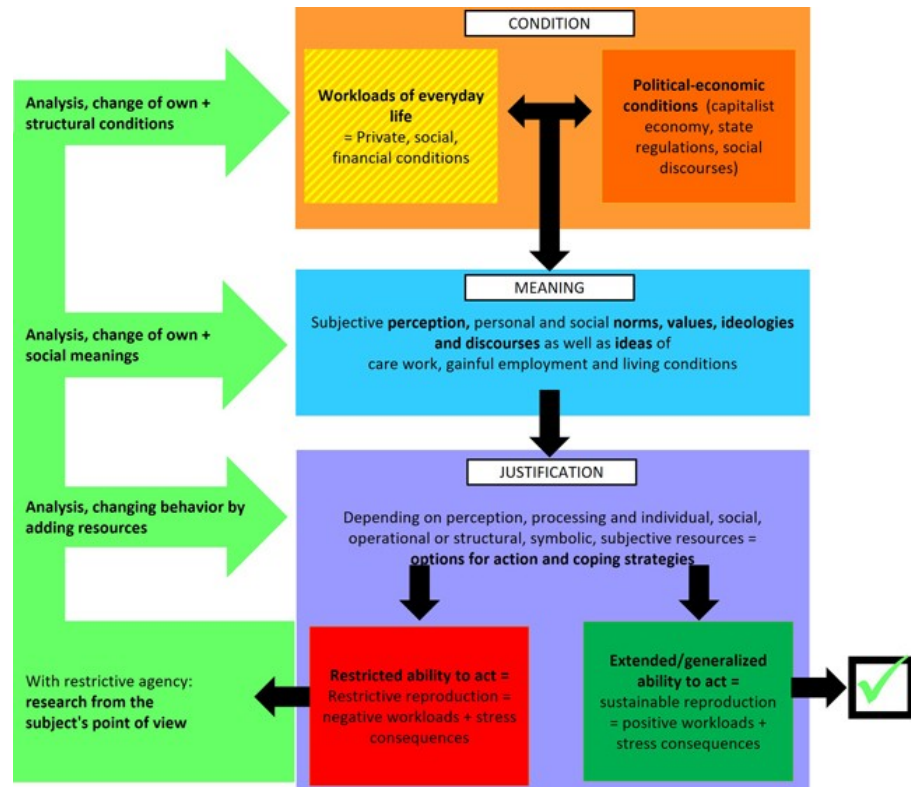 CONDITION
Analysis, change of own +
structural conditions
Workloads of everyday
life
= Private, social,
financial conditions
Political-economic
conditions (capitalist
economy, state
regulations, social
discourses)
MEANING
Analysis, change of own +
social meanings
Subjective perception, personal and social norms, values, ideologies
and discourses as well as ideas of
care work, gainful employment and living conditions
JUSTIFICATION
Analysis, changing behavior by
adding resources
Depending on perception, processing and individual, social,
operational or structural, symbolic, subjective resources =
options for action and coping strategies
With restrictive agency:
research from the
subject's point of view
Restricted ability to act =
Restrictive reproduction =
negative workloads + stress
consequences
Extended/generalized
ability to act =
sustainable reproduction
= positive workloads +
stress consequences